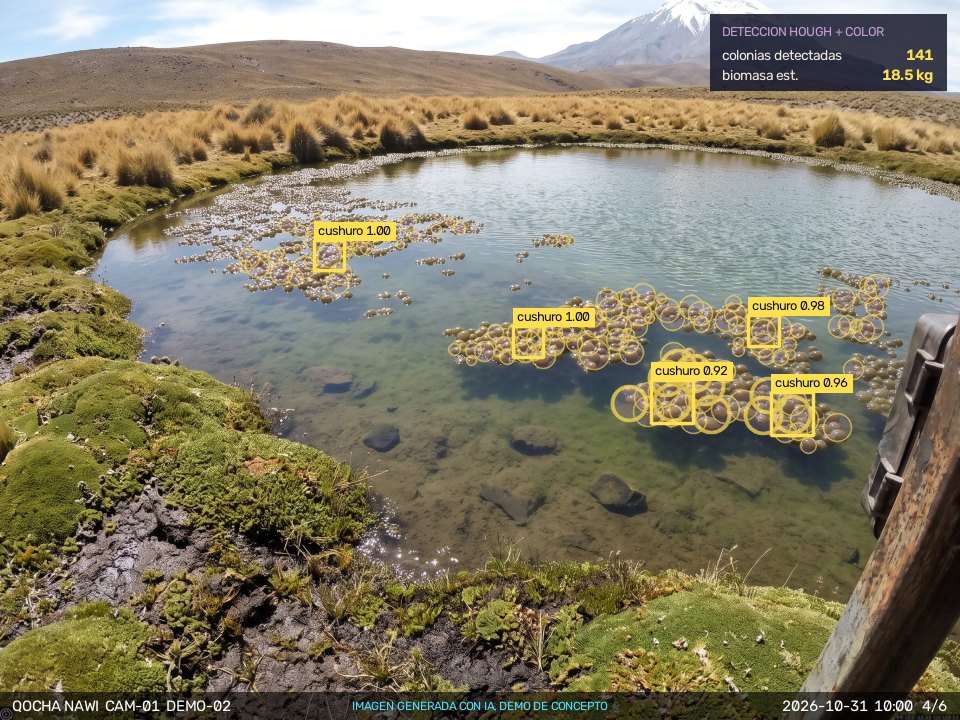 DETECCION HOUGH + COLOR
colonias detectadas 141
biomasa est. 18.5 kg
cushuro 1.00
cushuro 0.98
cushuro 1.00
cushuro 0.92
cushuro 0.96
QOCHA NAWI CAM-01 DEMO-02
IMAGEN GENERADA CON IA, DEMO DE CONCEPTO
2026-10-31 10:00 4/6